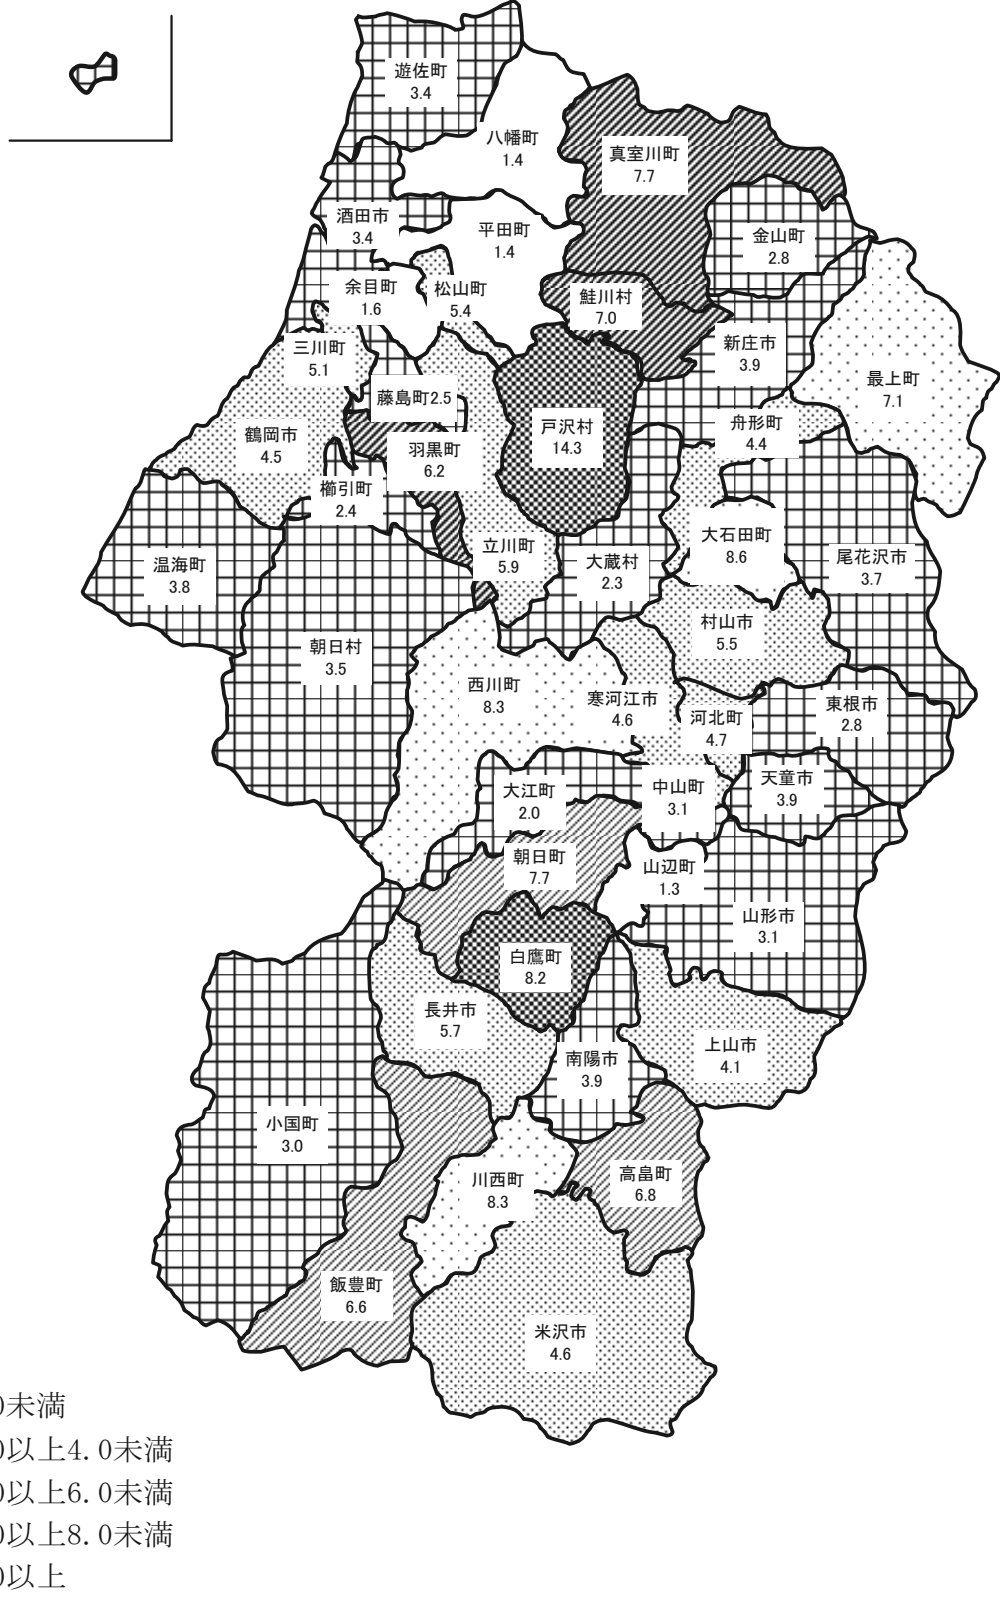 遊佐町
3.4
八幡町
1.4
真室川町
7.7
酒田市
3.4
平田町
1.4
金山町
2.8
余目町
1.6
松山町
5.4
鮭川村
7.0
三川町
5.1
新庄市
3.9
最上町
7.1
藤島町2.5
鶴岡市
4.5
羽黒町
6.2
戸沢村
14.3
舟形町
4.4
櫛引町
2.4
立川町
5.9
大蔵村
2.3
大石田町
8.6
尾花沢市
3.7
温海町
3.8
朝日村
3.5
村山市
5.5
西川町
8.3
寒河江市
4.6
河北町
4.7
東根市
2.8
大江町
2.0
中山町
3.1
天童市
3.9
朝日町
7.7
山辺町
1.3
山形市
3.1
白鷹町
8.2
長井市
5.7
南陽市
3.9
上山市
4.1
小国町
3.0
川西町
8.3
高畠町
6.8
飯豊町
6.6
米沢市
4.6
0未満
0以上4.0未満
0以上6.0未満
0以上8.0未満
0以上